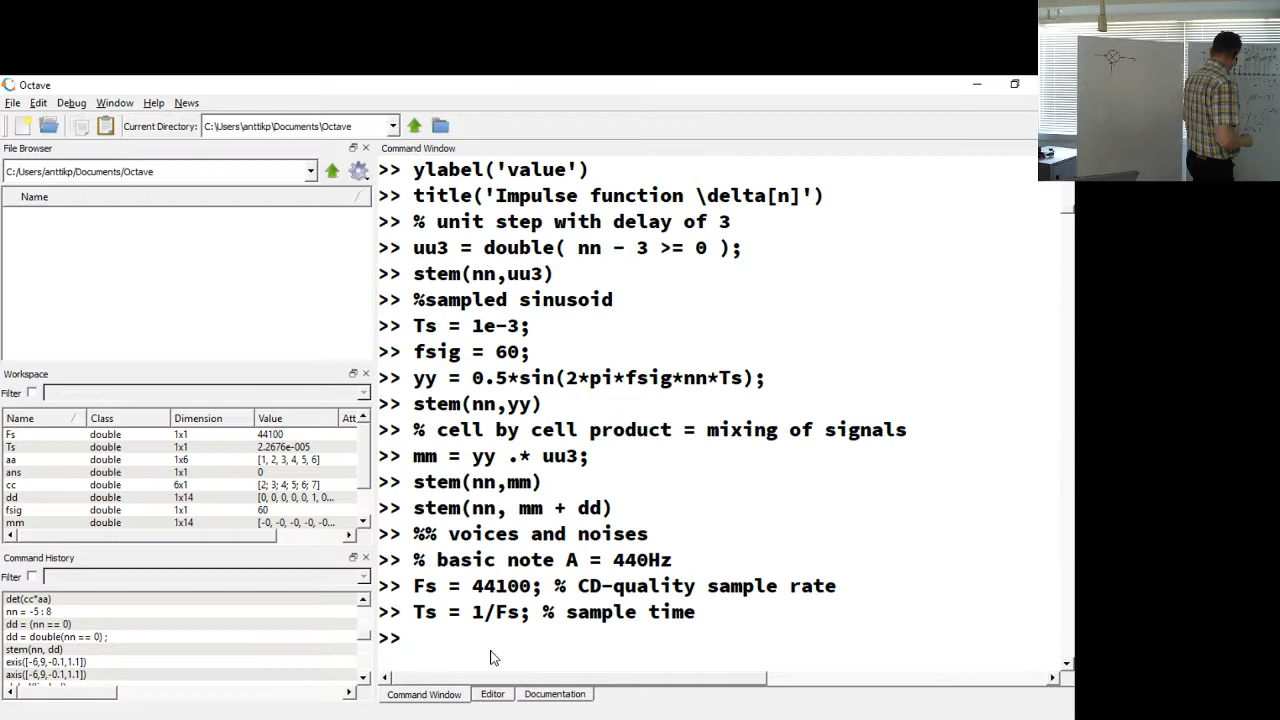 Octave
File Edit Debug Window Help News
Current Directory: C:\Users\anttikp\Documents\Octave
File Browser
C:/Users/anttikp/Documents/Octave
Name
Workspace
Filter
Name Class Dimension Value Att
Fs double 1x1 44100
Ts double 1x1 2.2676e-005
aa double 1x6 [1, 2, 3, 4, 5, 6]
ans double 1x1 0
cc double 6x1 [2; 3; 4; 5; 6; 7]
dd double 1x14 [0, 0, 0, 0, 0, 1, 0...
fsig double 1x1 60
mm double 1x14 [-0, -0, -0, -0, -0...
Command History
Filter
det(cc*aa)
nn = -5 : 8
dd = (nn == 0)
dd = double(nn == 0) ;
stem(nn, dd)
exis([-6,9,-0.1,1.1])
axis([-6,9,-0.1,1.1])
Command Window
>> ylabel('value')
>> title('Impulse function \delta[n]')
>> % unit step with delay of 3
>> uu3 = double( nn - 3 >= 0 );
>> stem(nn,uu3)
>> %sampled sinusoid
>> Ts = 1e-3;
>> fsig = 60;
>> yy = 0.5*sin(2*pi*fsig*nn*Ts);
>> stem(nn,yy)
>> % cell by cell product = mixing of signals
>> mm = yy .* uu3;
>> stem(nn,mm)
>> stem(nn, mm + dd)
>> %% voices and noises
>> % basic note A = 440Hz
>> Fs = 44100; % CD-quality sample rate
>> Ts = 1/Fs; % sample time
>>
Command Window Editor Documentation